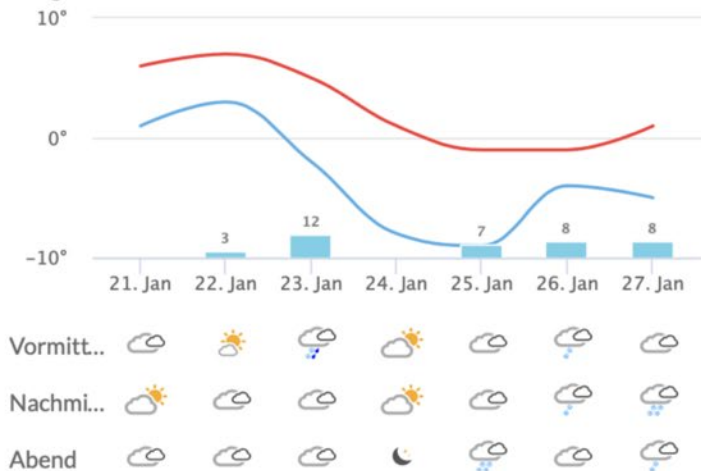 10°
0°
12
3
7
8
8
-10°
21. Jan 22. Jan 23. Jan 24. Jan 25. Jan 26. Jan 27. Jan
Vormitt...
Nachmi...
Abend